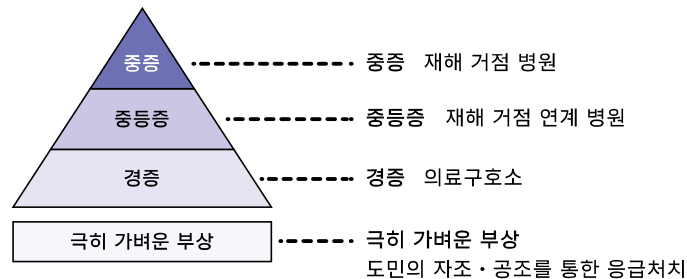 중증
중증 재해 거점 병원
중등증
중등증 재해 거점 연계 병원
경증
경증 의료구호소
극히 가벼운 부상
극히 가벼운 부상
도민의 자조・공조를 통한 응급처치